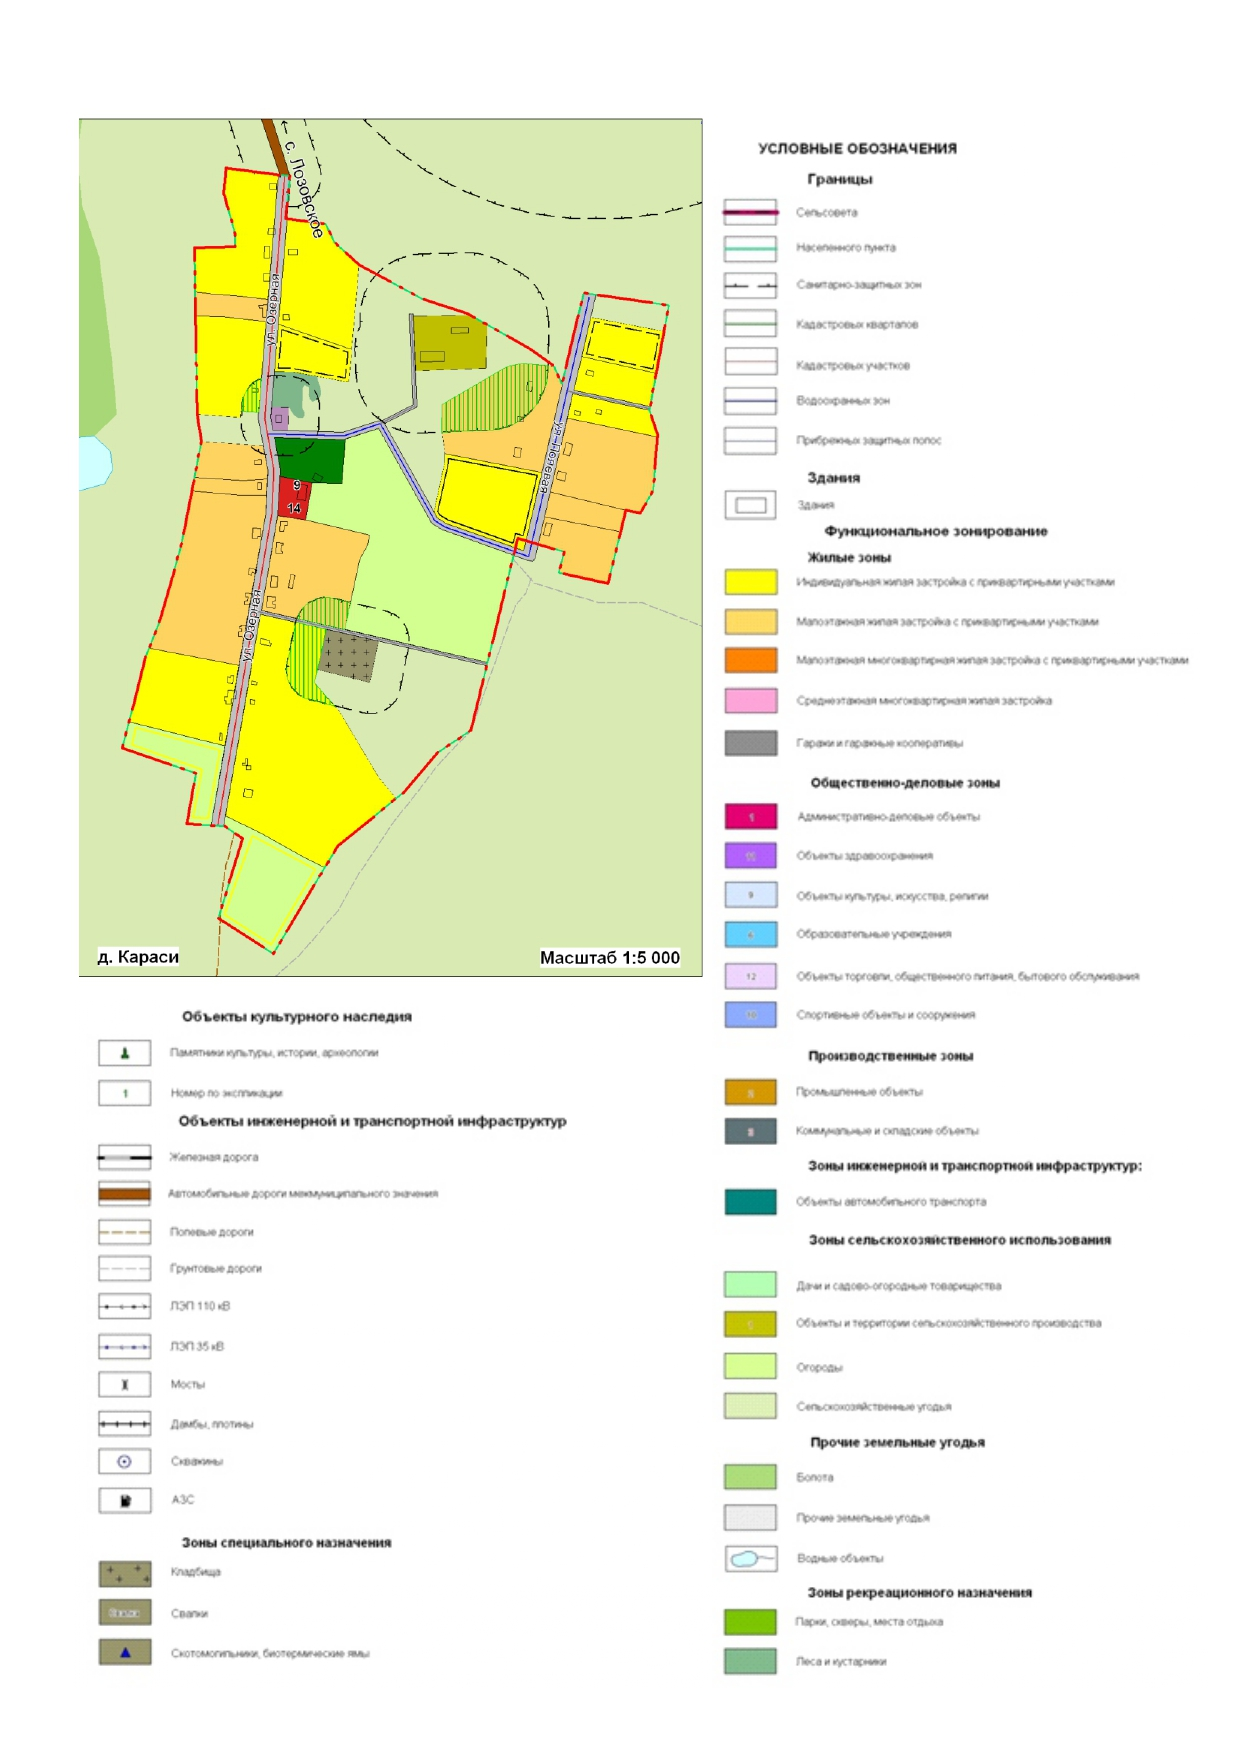 с. Лозовское
ул. Озерная
ул. Полевая
9
14
ул. Озерная
д. Караси
Масштаб 1:5 000
УСЛОВНЫЕ ОБОЗНАЧЕНИЯ
Границы
Сельсовета
Населенного пункта
Санитарно-защитных зон
Кадастровых кварталов
Кадастровых участков
Водоохранных зон
Прибрежных защитных полос
Здания
Здания
Функциональное зонирование
Жилые зоны
Индивидуальная жилая застройка с приквартирными участками
Малоэтажная жилая застройка с приквартирными участками
Малоэтажная многоквартирная жилая застройка с приквартирными участками
Среднеэтажная многоквартирная жилая застройка
Гаражи и гаражные кооперативы
Общественно-деловые зоны
1
Административно-деловые объекты
11
Объекты здравоохранения
9
Объекты культуры, искусства, религии
6
Образовательные учреждения
12
Объекты торговли, общественного питания, бытового обслуживания
10
Спортивные объекты и сооружения
Производственные зоны
Промышленные объекты
Коммунальные и складские объекты
Зоны инженерной и транспортной инфраструктур:
Объекты автомобильного транспорта
Зоны сельскохозяйственного использования
Дачи и садово-огородные товарищества
1
Объекты и территории сельскохозяйственного производства
Огороды
Сельскохозяйственные угодья
Прочие земельные угодья
Болота
Прочие земельные угодья
Водные объекты
Зоны рекреационного назначения
Парки, скверы, места отдыха
Леса и кустарники
Объекты культурного наследия
Памятники культуры, истории, археологии
1
Номер по экспликации
Объекты инженерной и транспортной инфраструктур
Железная дорога
Автомобильные дороги межмуниципального значения
Полевые дороги
Грунтовые дороги
ЛЭП 110 кВ
ЛЭП 35 кВ
Мосты
Дамбы, плотины
Скважины
АЗС
Зоны специального назначения
Кладбища
Свалки
Скотомогильники, биотермические ямы